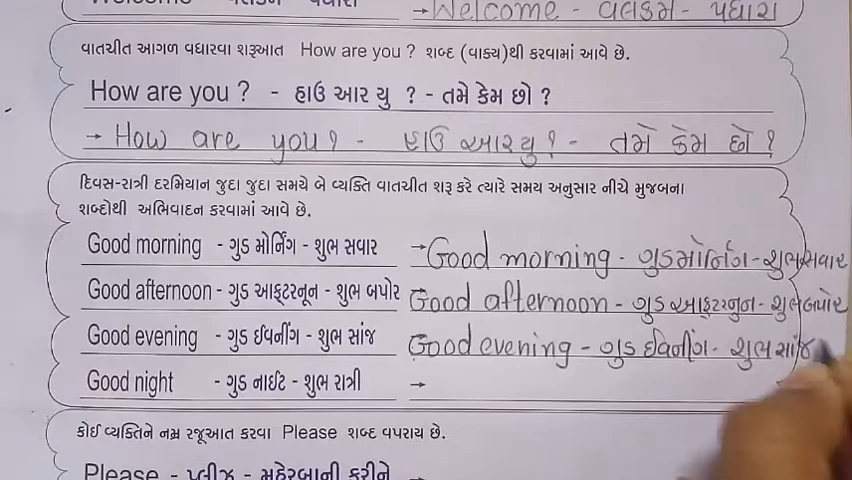 → Welcome - વેલકમ - પધારો
વાતચીત આગળ વધારવા શરૂઆત How are you ? શબ્દ (વાક્ય)થી કરવામાં આવે છે.
How are you ? - હાઉ આર યુ ? - તમે કેમ છો ?
→ How are you? - હાઉ આર યુ? - તમે કેમ છો ?
દિવસ-રાત્રી દરમિયાન જુદા જુદા સમયે બે વ્યક્તિ વાતચીત શરૂ કરે ત્યારે સમય અનુસાર નીચે મુજબના
શબ્દોથી અભિવાદન કરવામાં આવે છે.
Good morning - ગુડ મોર્નિંગ - શુભ સવાર → Good morning - ગુડ મોર્નિંગ - શુભ સવાર
Good afternoon - ગુડ આફ્ટરનૂન - શુભ બપોર Good afternoon - ગુડ આફ્ટરનુન - શુભ બપોર
Good evening - ગુડ ઈવનીંગ - શુભ સાંજ Good evening - ગુડ ઈવનીંગ - શુભ સાંજ
Good night - ગુડ નાઈટ - શુભ રાત્રી →
કોઈ વ્યક્તિને નમ્ર રજૂઆત કરવા Please શબ્દ વપરાય છે.
Please - પ્લીઝ - મહેરબાની કરીને →